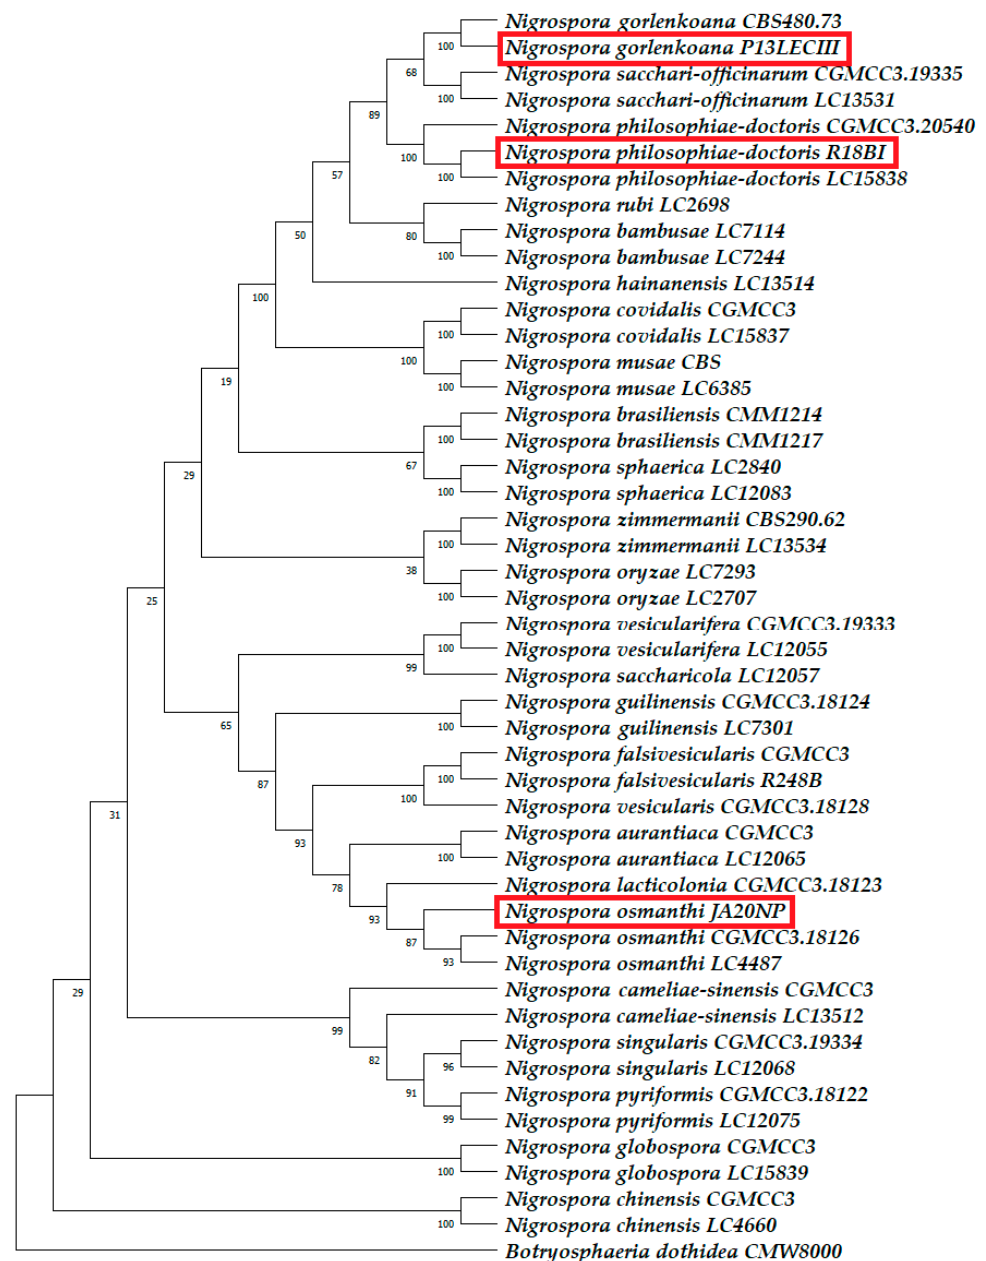 Nigrospora gorlenkoana CBS480.73
100
Nigrospora gorlenkoana P13LECIII
68
Nigrospora sacchari-officinarum CGMCC3.19335
100
Nigrospora sacchari-officinarum LC13531
89
Nigrospora philosophiae-doctoris CGMCC3.20540
100
Nigrospora philosophiae-doctoris R18BI
57
100
Nigrospora philosophiae-doctoris LC15838
Nigrospora rubi LC2698
50
80
Nigrospora bambusae LC7114
100
Nigrospora bambusae LC7244
Nigrospora hainanensis LC13514
100
Nigrospora covidalis CGMCC3
100
Nigrospora covidalis LC15837
100
Nigrospora musae CBS
19
100
Nigrospora musae LC6385
Nigrospora brasiliensis CMM1214
100
Nigrospora brasiliensis CMM1217
67
Nigrospora sphaerica LC2840
29
100
Nigrospora sphaerica LC12083
Nigrospora zimmermanii CBS290.62
100
Nigrospora zimmermanii LC13534
38
Nigrospora oryzae LC7293
25
100
Nigrospora oryzae LC2707
Nigrospora vesicularifera CGMCC3.19333
100
Nigrospora vesicularifera LC12055
99
Nigrospora saccharicola LC12057
65
Nigrospora guilinensis CGMCC3.18124
100
Nigrospora guilinensis LC7301
87
Nigrospora falsivesicularis CGMCC3
100
Nigrospora falsivesicularis R248B
100
Nigrospora vesicularis CGMCC3.18128
31
93
Nigrospora aurantiaca CGMCC3
100
Nigrospora aurantiaca LC12065
78
Nigrospora lacticolonia CGMCC3.18123
93
Nigrospora osmanthi JA20NP
87
Nigrospora osmanthi CGMCC3.18126
93
Nigrospora osmanthi LC4487
29
Nigrospora cameliae-sinensis CGMCC3
99
Nigrospora cameliae-sinensis LC13512
82
Nigrospora singularis CGMCC3.19334
96
Nigrospora singularis LC12068
91
Nigrospora pyriformis CGMCC3.18122
99
Nigrospora pyriformis LC12075
Nigrospora globospora CGMCC3
100
Nigrospora globospora LC15839
Nigrospora chinensis CGMCC3
100
Nigrospora chinensis LC4660
Botryosphaeria dothidea CMW8000